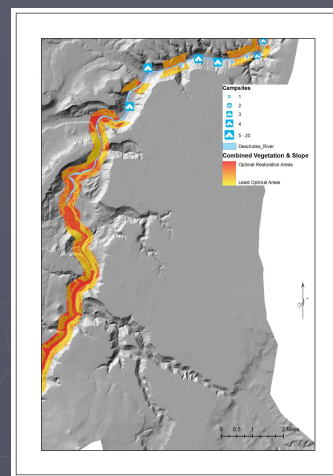 Campsites
1
2
3
4
5 - 20
Deschutes_River
Combined Vegetation & Slope
Optimal Restoration Areas
Least Optimal Areas
0 0.5 1 2 Miles